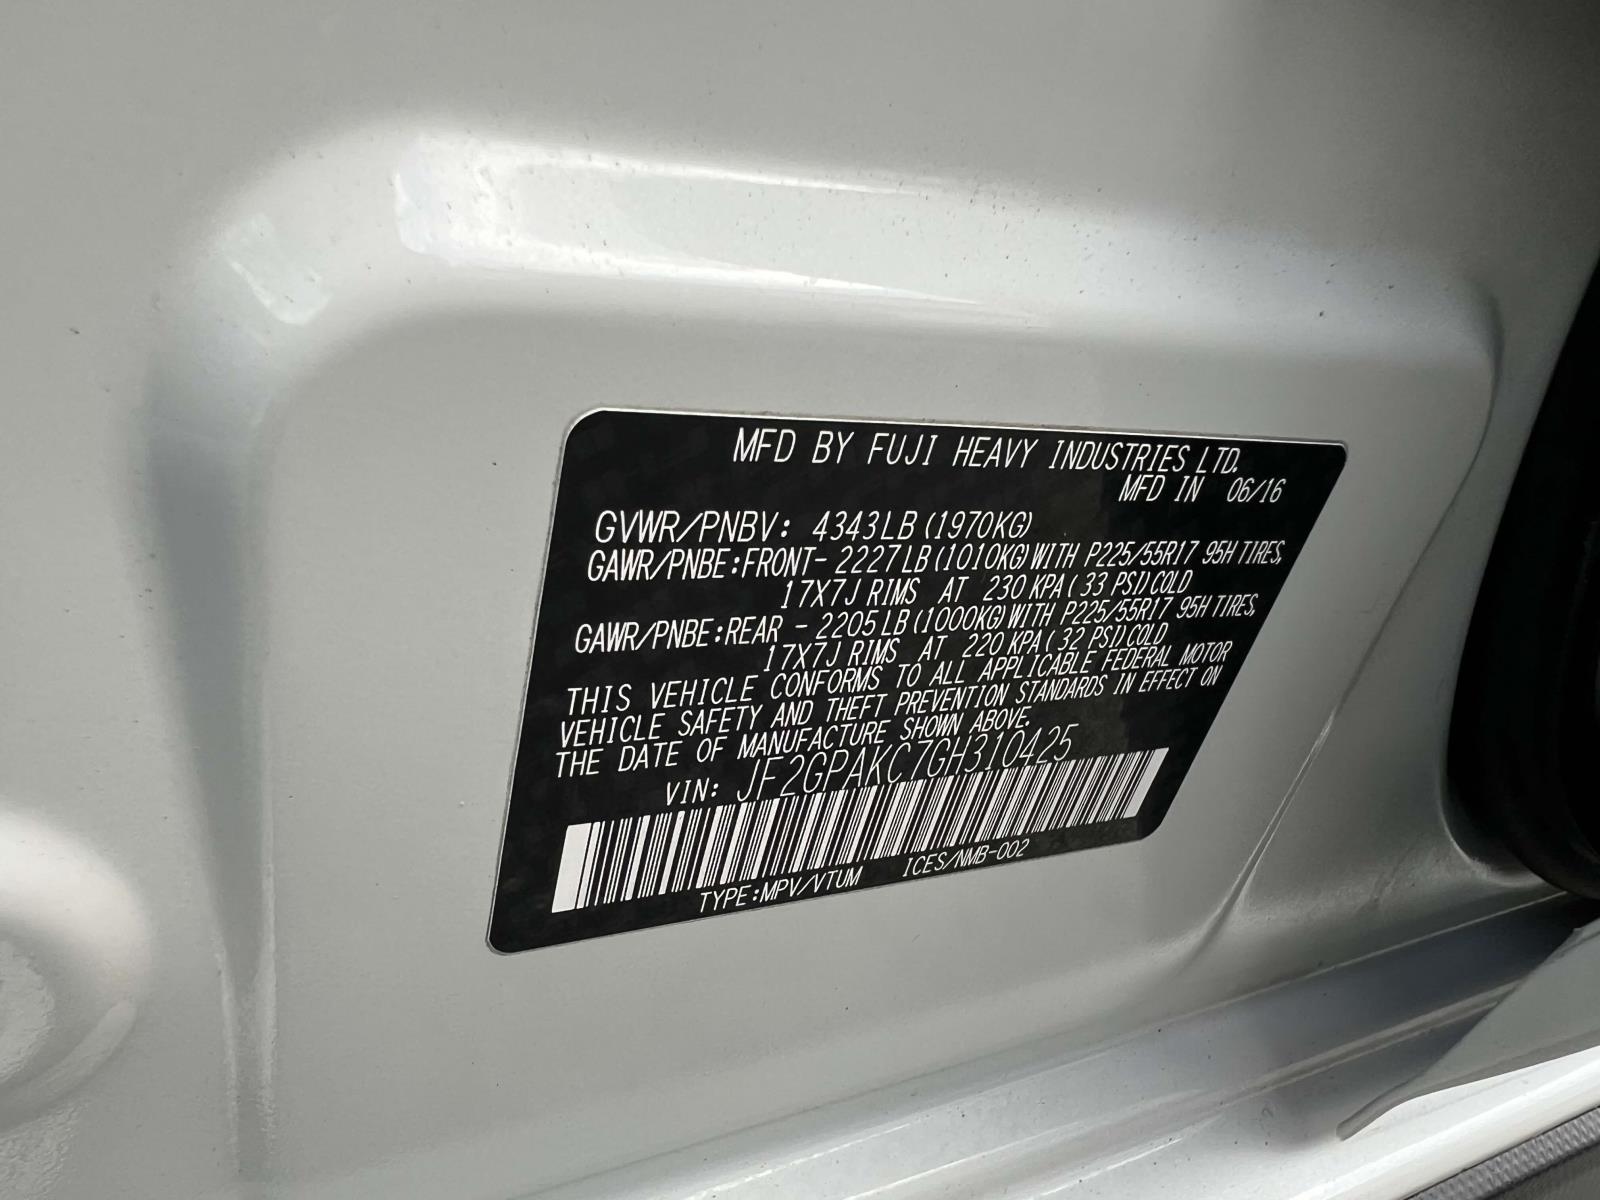 MFD BY FUJI HEAVY INDUSTRIES LTD.
MFD IN 06/16
GVWR/PNBV: 4343LB(1970KG)
GAWR/PNBE:FRONT- 2227LB(1010KG)WITH P225/55R17 95H TIRES,
17X7J RIMS AT 230 KPA( 33 PSI)COLD
GAWR/PNBE:REAR - 2205LB(1000KG)WITH P225/55R17 95H TIRES,
17X7J RIMS AT 220 KPA( 32 PSI)COLD
THIS VEHICLE CONFORMS TO ALL APPLICABLE FEDERAL MOTOR
VEHICLE SAFETY AND THEFT PREVENTION STANDARDS IN EFFECT ON
THE DATE OF MANUFACTURE SHOWN ABOVE.
VIN: JF2GPAKC7GH310425
TYPE:MPV/VTUM ICES/NMB-002